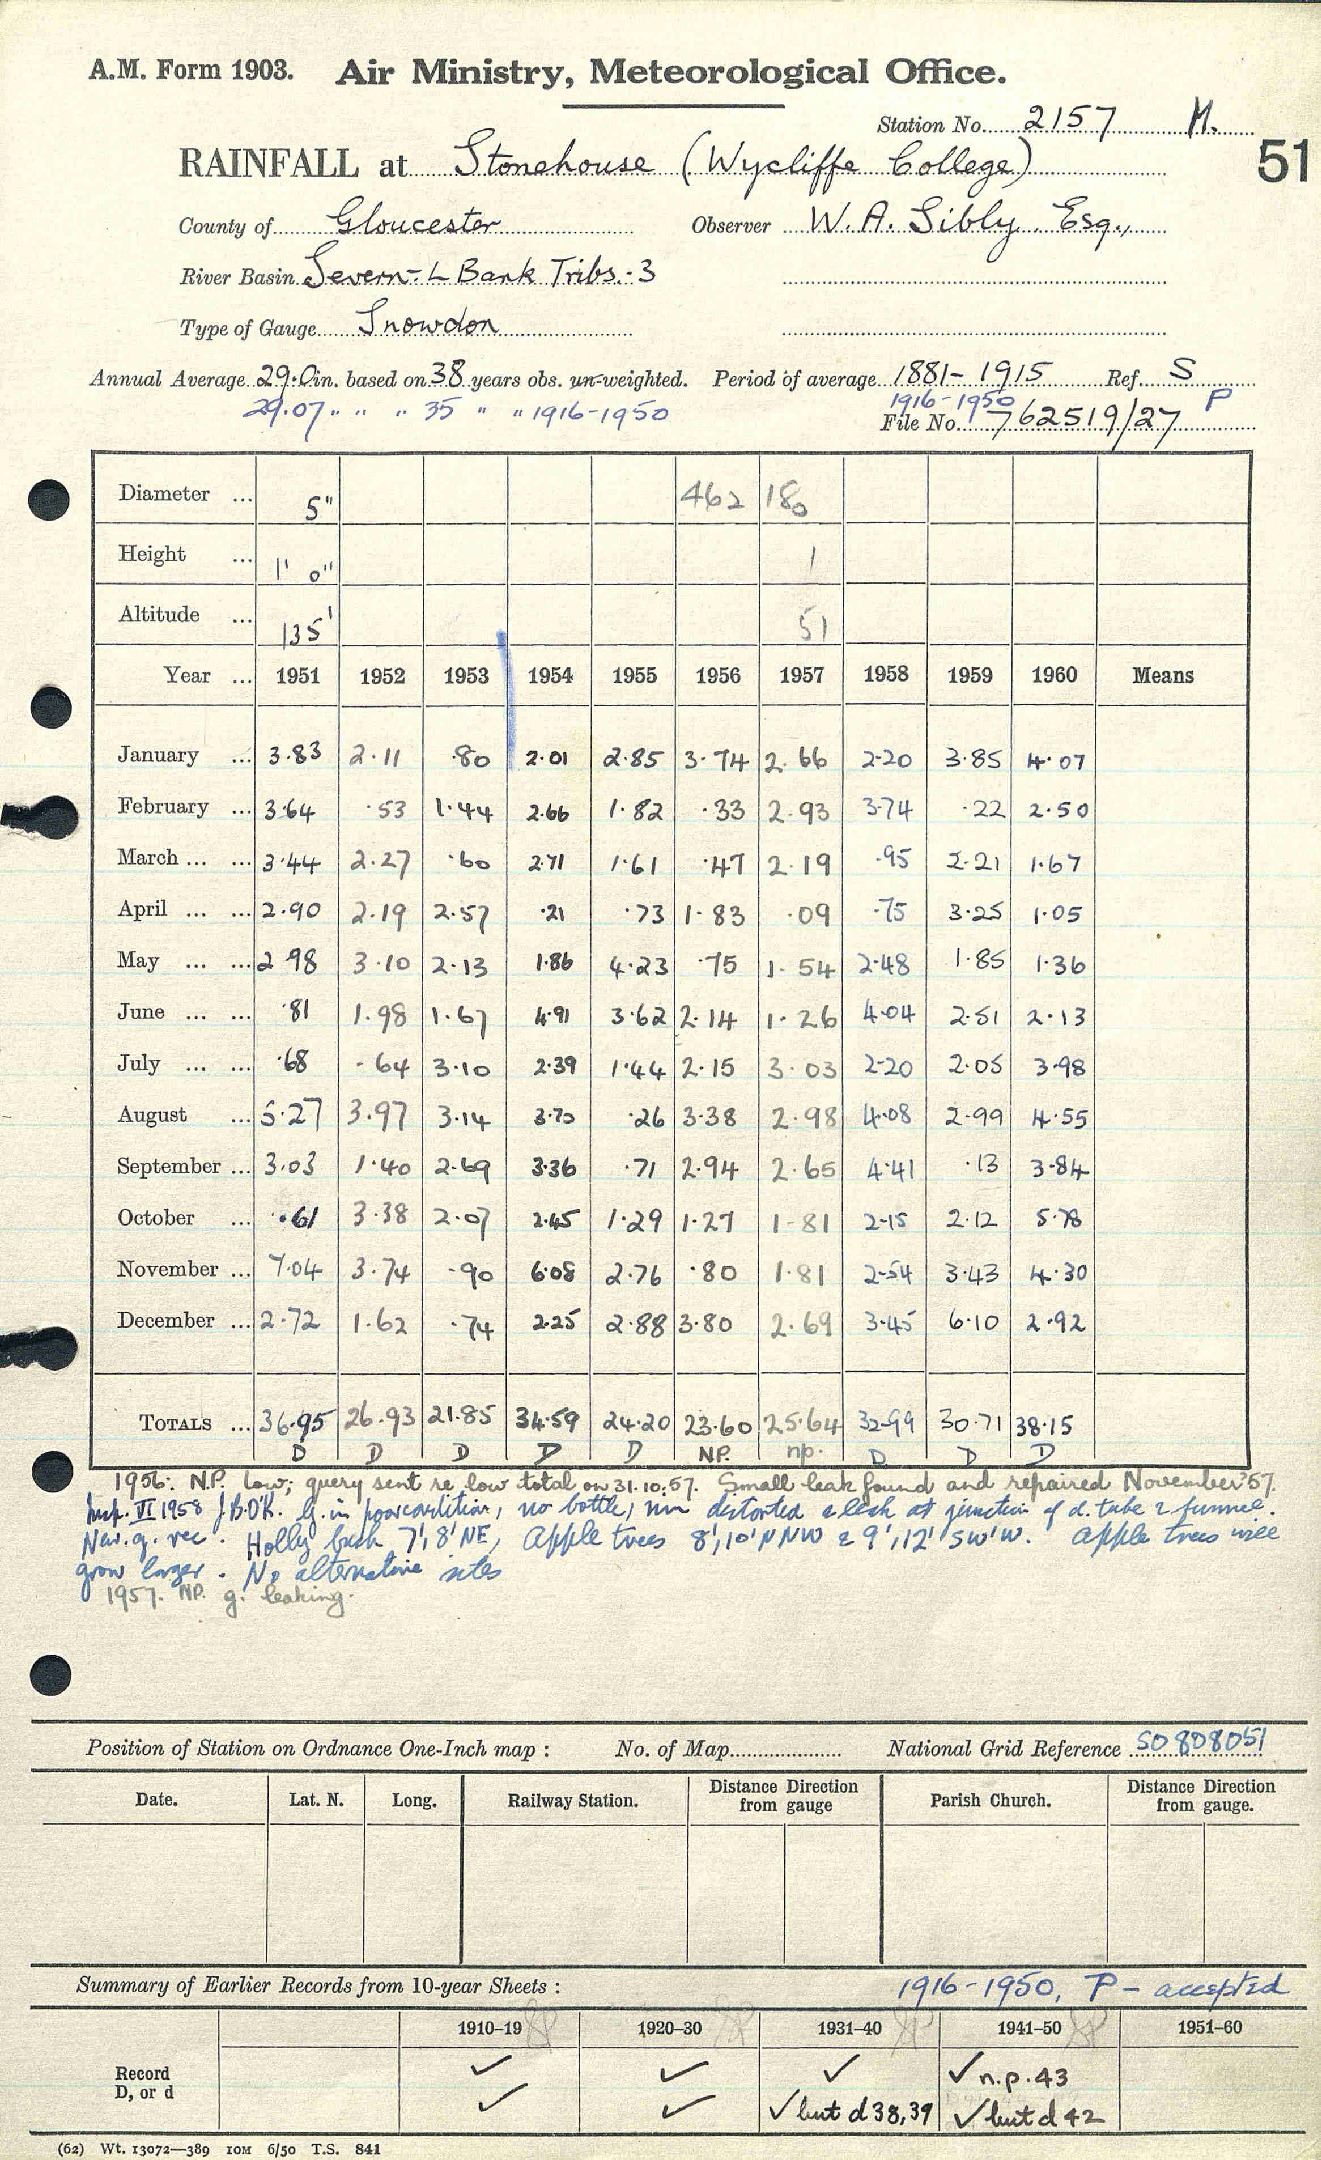 A.M. Form 1903. Air Ministry, Meteorological Office.
Station No. 2157 M.
RAINFALL at Stonehouse (Wycliffe College)
51
County of Gloucester Observer W. A. Sibly, Esq.,
River Basin Severn - L Bank Tribs. - 3
Type of Gauge Snowdon
Annual Average 29.0 in. based on 38 years obs. un-weighted. Period of average 1881-1915 Ref. S
29.07 " " " 35 " " 1916-1950 1916-1950 P
File No. 762519/27
Diameter ... 5" 462 180
Height ... 1' 0" 1
Altitude ... 135' 51
Year ... 1951 1952 1953 1954 1955 1956 1957 1958 1959 1960 Means
January ... 3.83 2.11 .80 2.01 2.85 3.74 2.66 2.20 3.85 4.07
February ... 3.64 .53 1.44 2.66 1.82 .33 2.93 3.74 .22 2.50
March ... ... 3.44 2.27 .60 2.71 1.61 .47 2.19 .95 2.21 1.67
April ... ... 2.90 2.19 2.57 .21 .73 1.83 .09 .75 3.25 1.05
May ... ... 2.98 3.10 2.13 1.86 4.23 .75 1.54 2.48 1.85 1.36
June ... ... .81 1.98 1.67 4.91 3.62 2.14 1.26 4.04 2.51 2.13
July ... ... .68 .64 3.10 2.39 1.44 2.15 3.03 2.20 2.05 3.98
August ... 5.27 3.97 3.14 3.70 .26 3.38 2.98 4.08 2.99 4.55
September ... 3.03 1.40 2.69 3.36 .71 2.94 2.65 4.41 .13 3.84
October ... .61 3.38 2.07 2.45 1.29 1.27 1.81 2.15 2.12 5.78
November ... 7.04 3.74 .90 6.08 2.76 .80 1.81 2.54 3.43 4.30
December ... 2.72 1.62 .74 2.25 2.88 3.80 2.69 3.45 6.10 2.92
TOTALS ... 36.95 26.93 21.85 34.59 24.20 23.60 25.64 32.99 30.71 38.15
D D D D D NP. np. D D D
1956: N.P. Low; query sent re low total on 31.10.57. Small leak found and repaired November '57.
Insp. VI 1958 J.B.O'K. G. in poor condition, no bottle, rim distorted & leak at junction of d. tube & funnel.
New. g. rec. Holly bush 7', 8' NE, Apple trees 8', 10' NNW & 9', 12' SW'W. Apple trees will
grow larger. No alternative sites
1957. NP. g. leaking.
Position of Station on Ordnance One-Inch map : No. of Map National Grid Reference SO 808051
Date. Lat. N. Long. Railway Station. Distance Direction from gauge Parish Church. Distance Direction from gauge.
Summary of Earlier Records from 10-year Sheets : 1916-1950, P - accepted
1910-19 1920-30 1931-40 1941-50 1951-60
Record ✓ ✓ ✓ ✓ n.p. 43
D, or d ✓ ✓ ✓ but d 38, 39 ✓ but d 42
(62) Wt. 13072—389 10M 6/50 T.S. 841